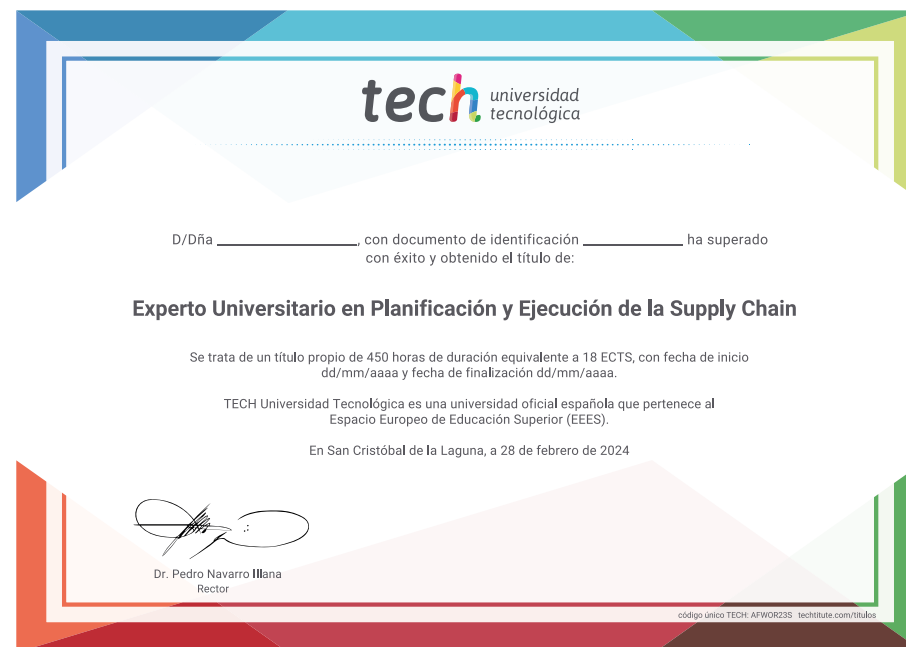 tech universidad
tecnológica
D/Dña ____________________, con documento de identificación ______________ ha superado
con éxito y obtenido el título de:
Experto Universitario en Planificación y Ejecución de la Supply Chain
Se trata de un título propio de 450 horas de duración equivalente a 18 ECTS, con fecha de inicio
dd/mm/aaaa y fecha de finalización dd/mm/aaaa.
TECH Universidad Tecnológica es una universidad oficial española que pertenece al
Espacio Europeo de Educación Superior (EEES).
En San Cristóbal de la Laguna, a 28 de febrero de 2024
Dr. Pedro Navarro Illana
Rector
código único TECH: AFWOR23S techtitute.com/titulos